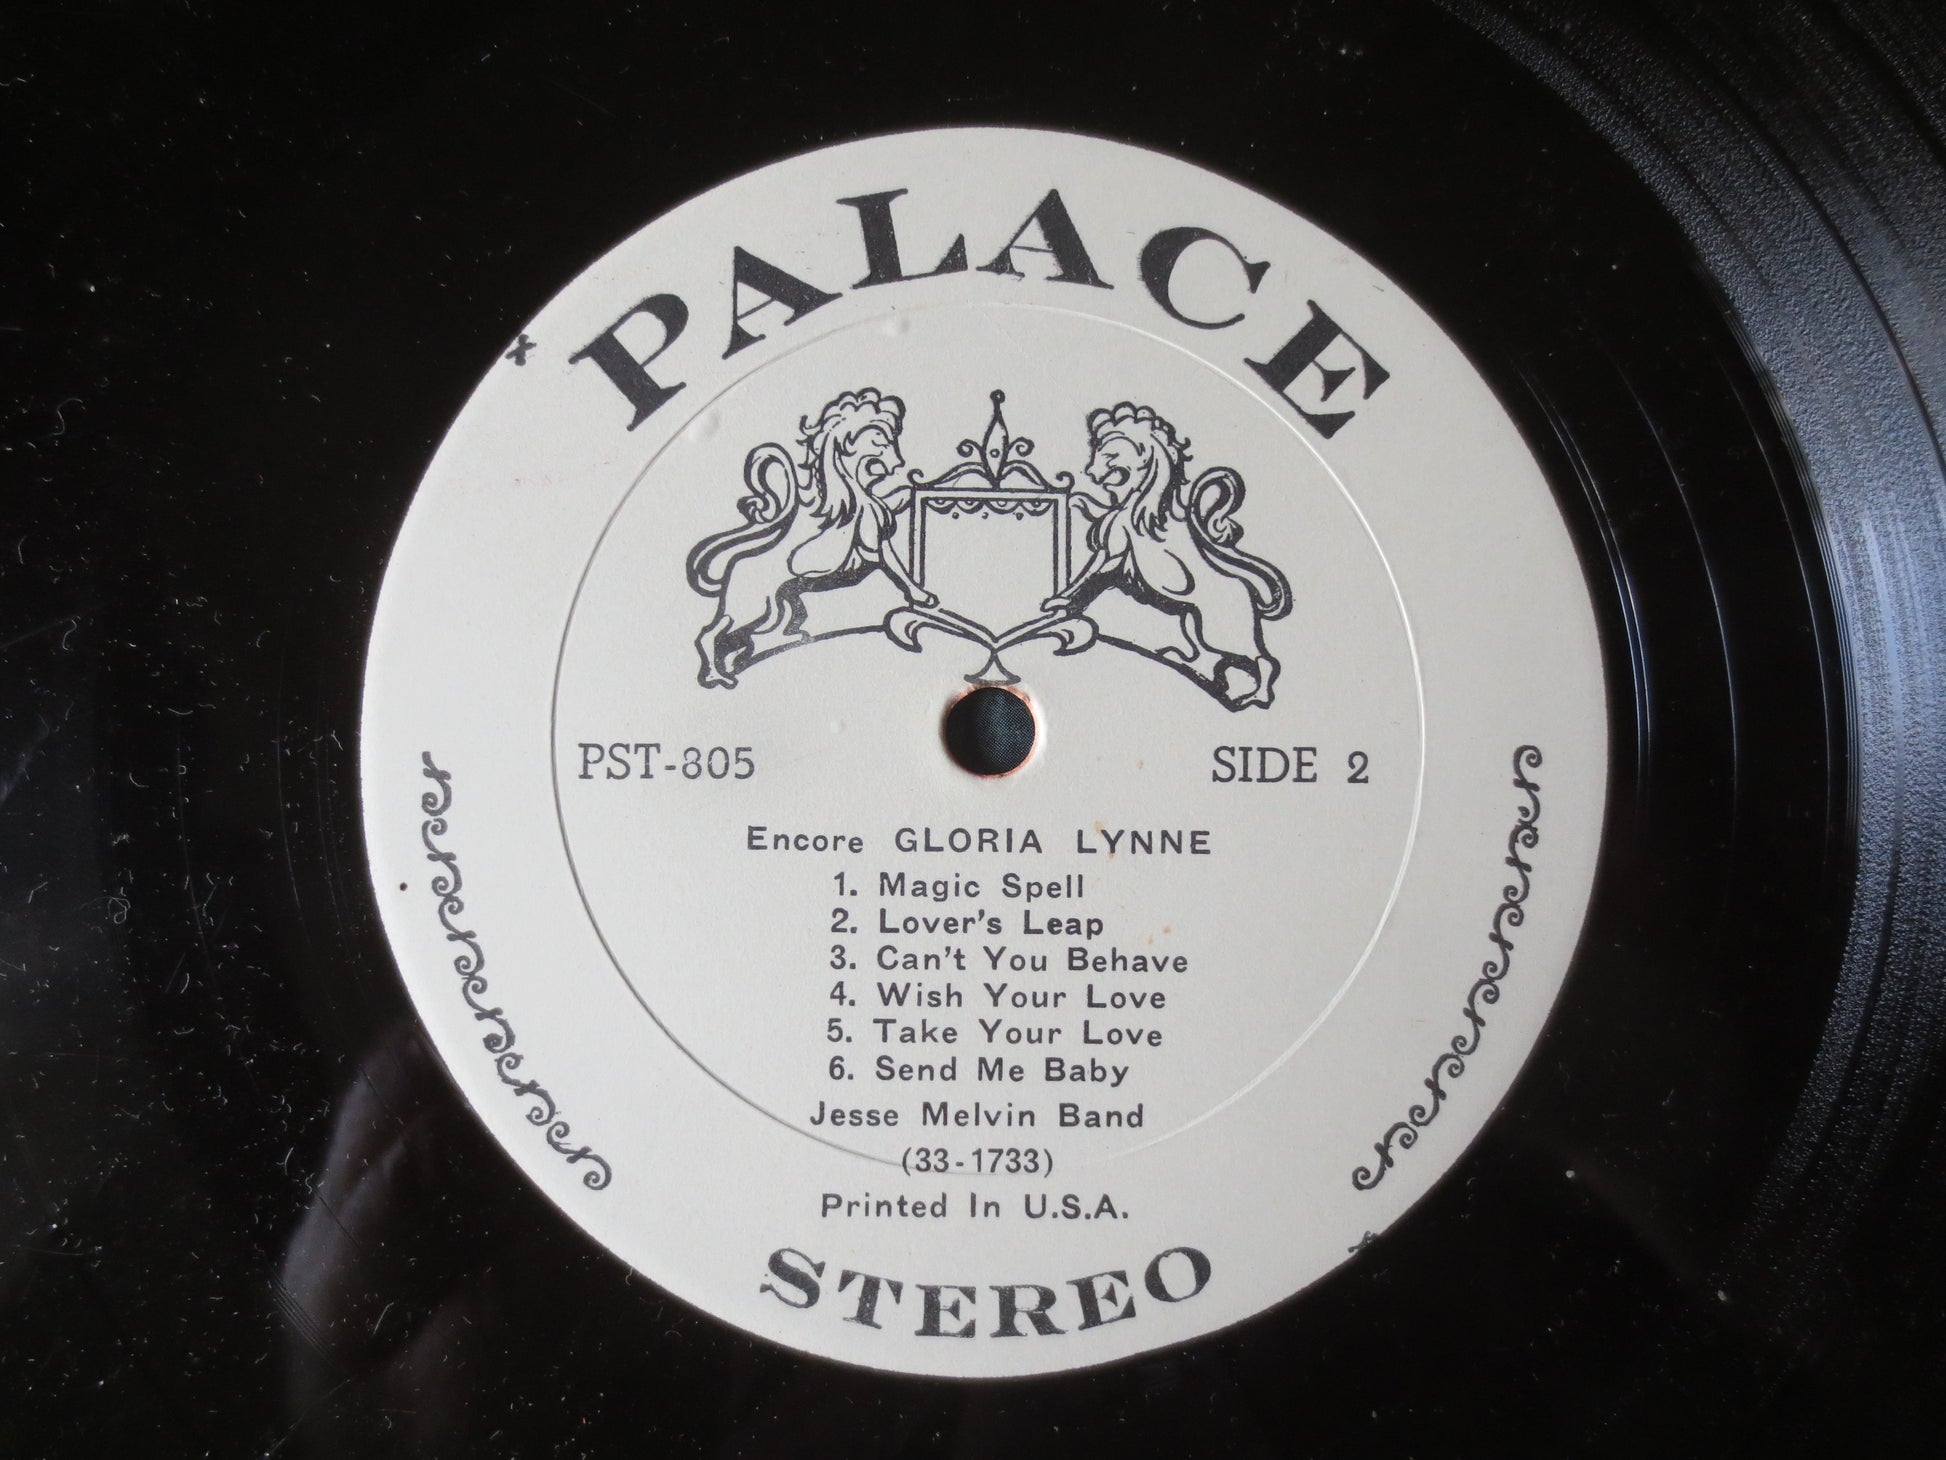 PALACE
PST-805
SIDE 2
Encore GLORIA LYNNE
1. Magic Spell
2. Lover's Leap
3. Can't You Behave
4. Wish Your Love
5. Take Your Love
6. Send Me Baby
Jesse Melvin Band
(33-1733)
Printed In U.S.A.
STEREO